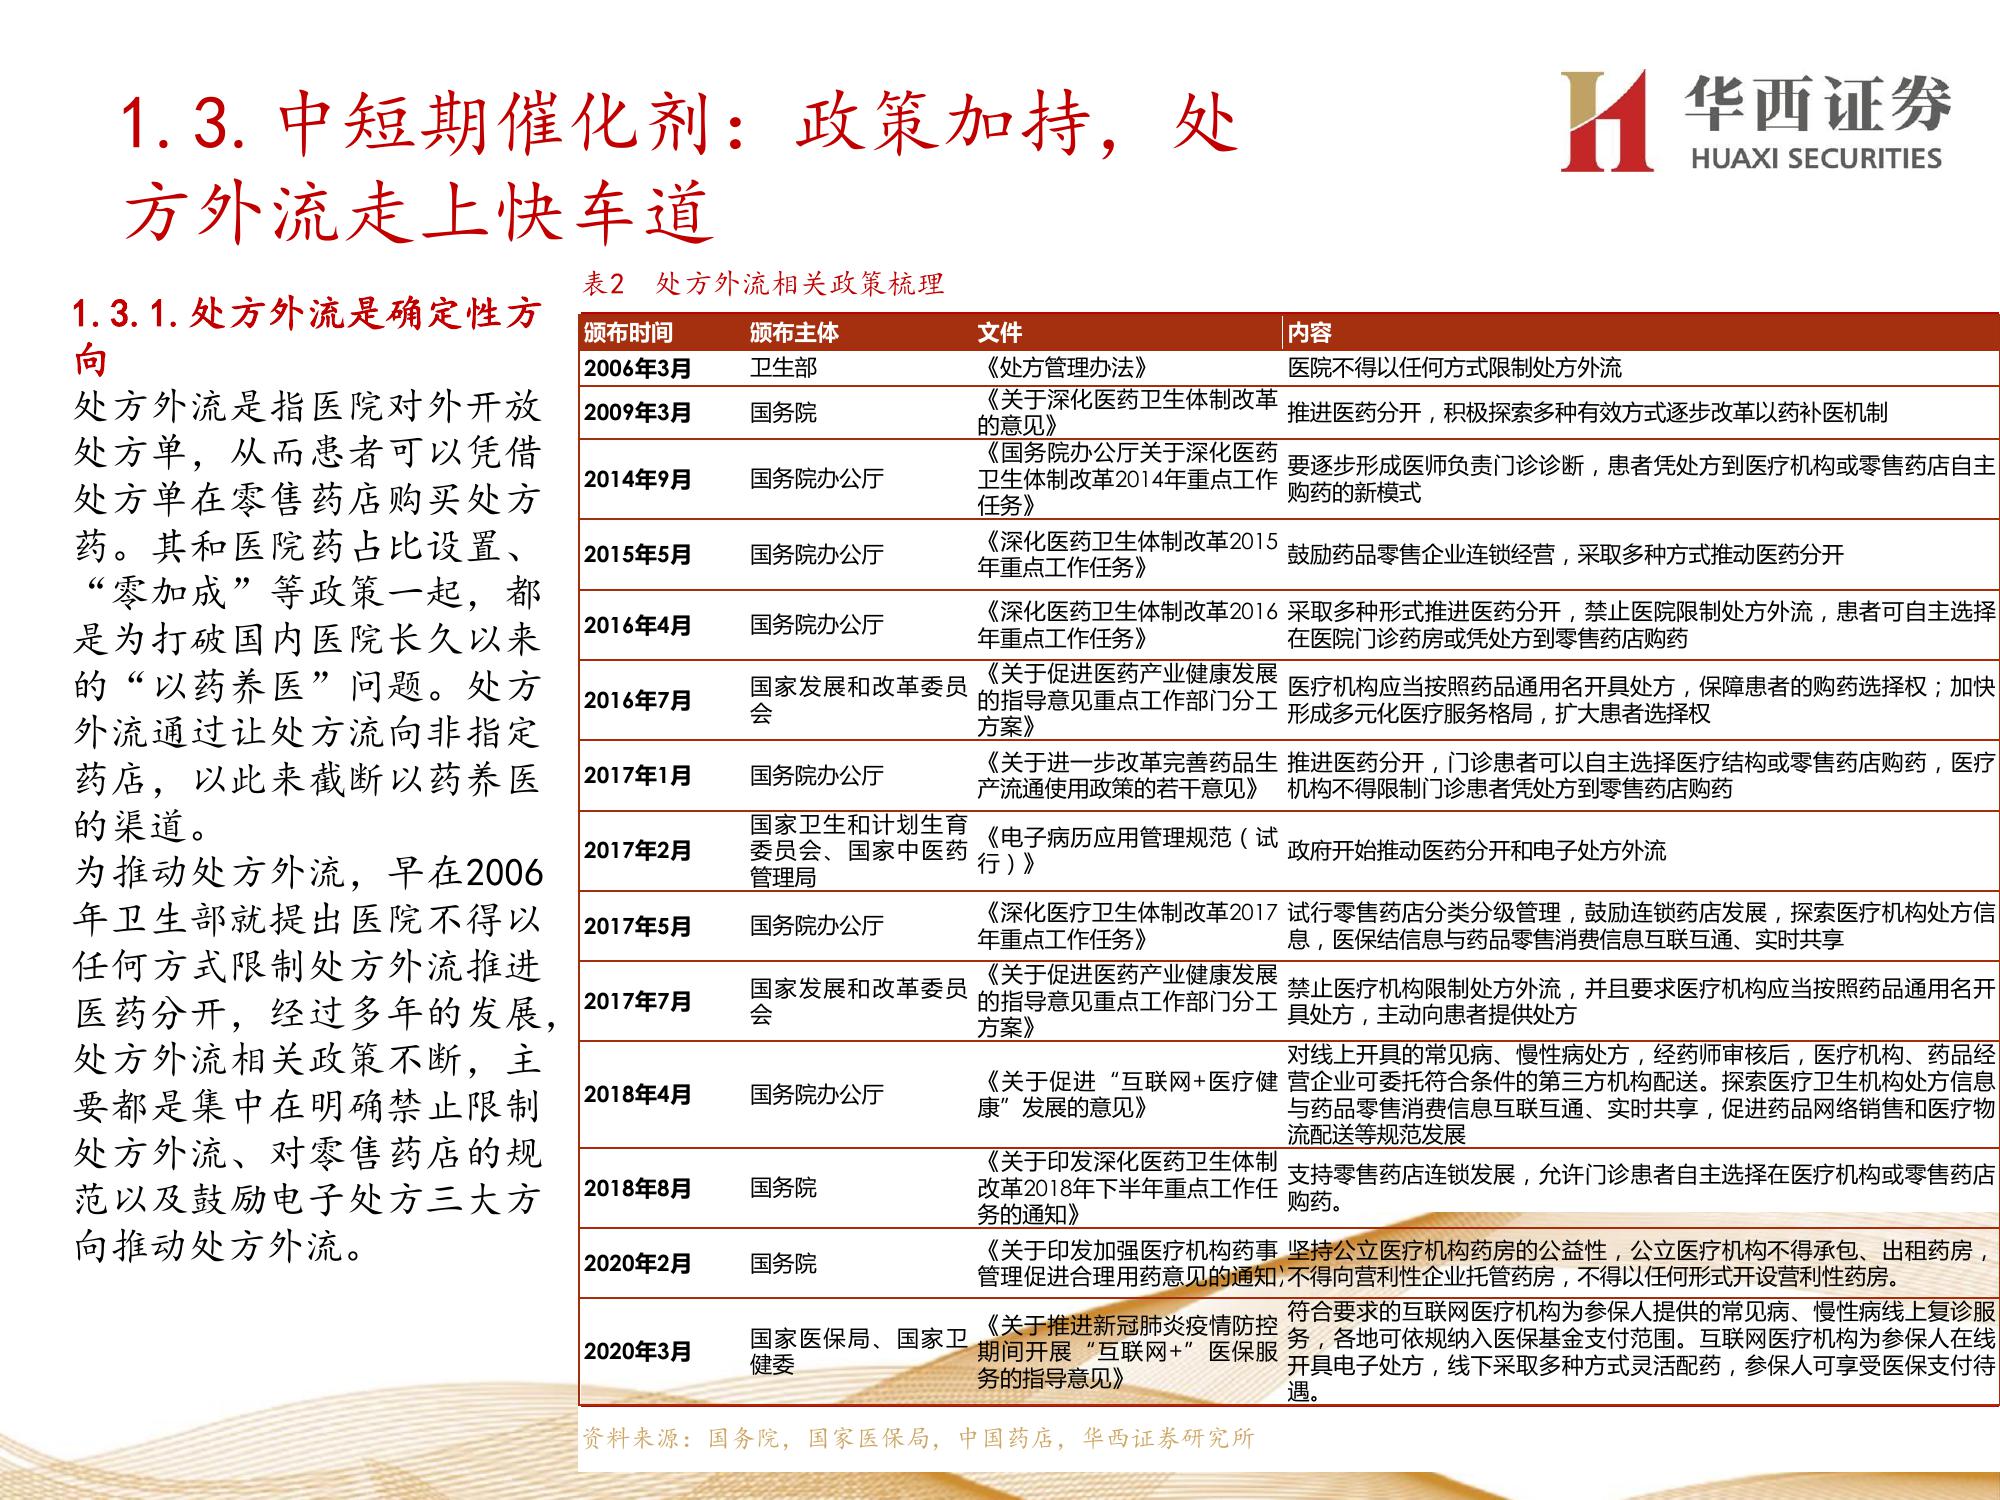 1.3.中短期催化剂：政策加持，处
方外流走上快车道
华西证券
HUAXI SECURITIES
1.3.1.处方外流是确定性方
向
处方外流是指医院对外开放
处方单，从而患者可以凭借
处方单在零售药店购买处方
药。其和医院药占比设置、
“零加成”等政策一起，都
是为打破国内医院长久以来
的“以药养医”问题。处方
外流通过让处方流向非指定
药店，以此来截断以药养医
的渠道。
为推动处方外流，早在2006
年卫生部就提出医院不得以
任何方式限制处方外流推进
医药分开，经过多年的发展，
处方外流相关政策不断，主
要都是集中在明确禁止限制
处方外流、对零售药店的规
范以及鼓励电子处方三大方
向推动处方外流。
表2 处方外流相关政策梳理
颁布时间 颁布主体 文件 内容
2006年3月 卫生部 《处方管理办法》 医院不得以任何方式限制处方外流
2009年3月 国务院
《关于深化医药卫生体制改革
的意见》
推进医药分开，积极探索多种有效方式逐步改革以药补医机制
2014年9月 国务院办公厅
《国务院办公厅关于深化医药
卫生体制改革2014年重点工作
任务》
要逐步形成医师负责门诊诊断，患者凭处方到医疗机构或零售药店自主
购药的新模式
2015年5月 国务院办公厅
《深化医药卫生体制改革2015
年重点工作任务》
鼓励药品零售企业连锁经营，采取多种方式推动医药分开
2016年4月 国务院办公厅
《深化医药卫生体制改革2016
年重点工作任务》
采取多种形式推进医药分开，禁止医院限制处方外流，患者可自主选择
在医院门诊药房或凭处方到零售药店购药
2016年7月
国家发展和改革委员
会
《关于促进医药产业健康发展
的指导意见重点工作部门分工
方案》
医疗机构应当按照药品通用名开具处方，保障患者的购药选择权；加快
形成多元化医疗服务格局，扩大患者选择权
2017年1月 国务院办公厅
《关于进一步改革完善药品生
产流通使用政策的若干意见》
推进医药分开，门诊患者可以自主选择医疗结构或零售药店购药，医疗
机构不得限制门诊患者凭处方到零售药店购药
2017年2月
国家卫生和计划生育
委员会、国家中医药
管理局
《电子病历应用管理规范（试
行）》
政府开始推动医药分开和电子处方外流
2017年5月 国务院办公厅
《深化医疗卫生体制改革2017
年重点工作任务》
试行零售药店分类分级管理，鼓励连锁药店发展，探索医疗机构处方信
息，医保结信息与药品零售消费信息互联互通、实时共享
2017年7月
国家发展和改革委员
会
《关于促进医药产业健康发展
的指导意见重点工作部门分工
方案》
禁止医疗机构限制处方外流，并且要求医疗机构应当按照药品通用名开
具处方，主动向患者提供处方
2018年4月 国务院办公厅
《关于促进“互联网+医疗健
康”发展的意见》
对线上开具的常见病、慢性病处方，经药师审核后，医疗机构、药品经
营企业可委托符合条件的第三方机构配送。探索医疗卫生机构处方信息
与药品零售消费信息互联互通、实时共享，促进药品网络销售和医疗物
流配送等规范发展
2018年8月 国务院
《关于印发深化医药卫生体制
改革2018年下半年重点工作任
务的通知》
支持零售药店连锁发展，允许门诊患者自主选择在医疗机构或零售药店
购药。
2020年2月 国务院
《关于印发加强医疗机构药事
管理促进合理用药意见的通知
坚持公立医疗机构药房的公益性，公立医疗机构不得承包、出租药房，
不得向营利性企业托管药房，不得以任何形式开设营利性药房。
2020年3月
国家医保局、国家卫
健委
《关于推进新冠肺炎疫情防控
期间开展“互联网+”医保服
务的指导意见》
符合要求的互联网医疗机构为参保人提供的常见病、慢性病线上复诊服
务，各地可依规纳入医保基金支付范围。互联网医疗机构为参保人在线
开具电子处方，线下采取多种方式灵活配药，参保人可享受医保支付待
遇。
资料来源：国务院，国家医保局，中国药店，华西证券研究所